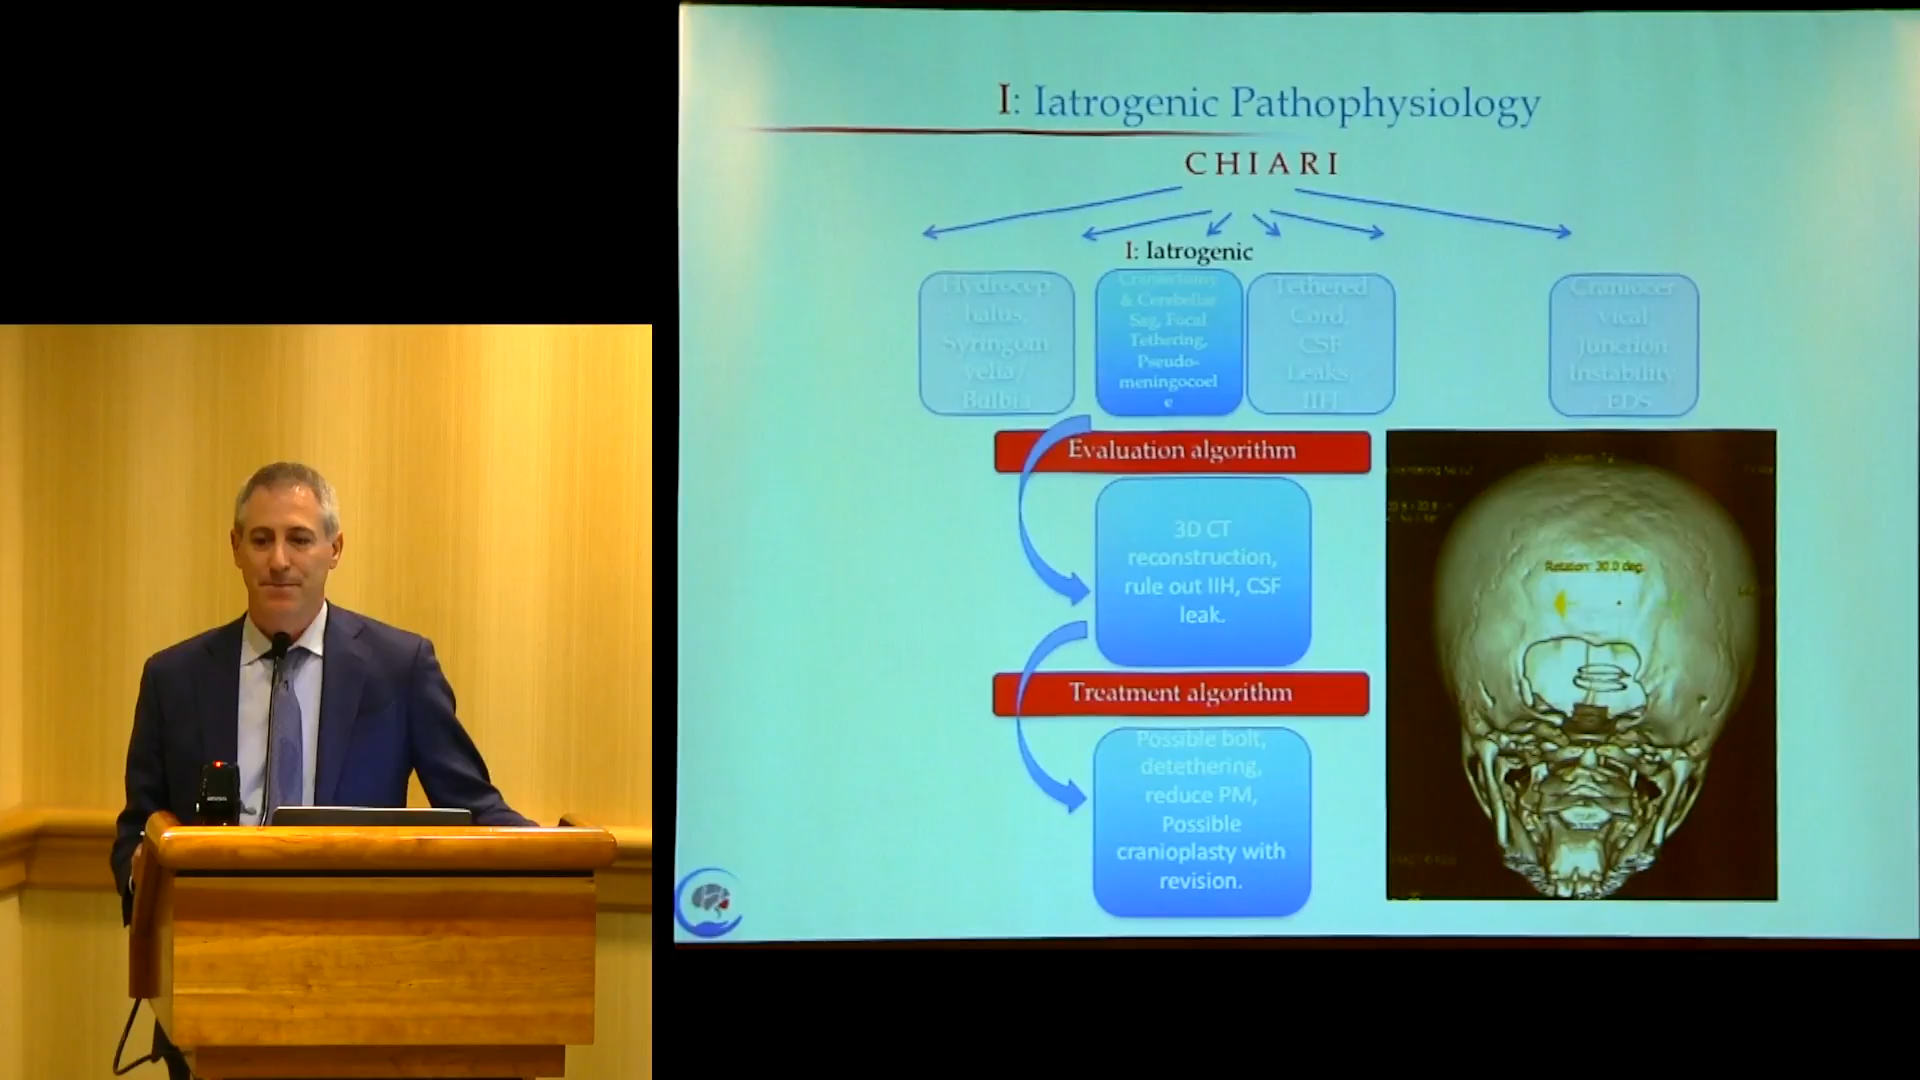 I: Iatrogenic Pathophysiology
CHIARI
I: Iatrogenic
Hydrocep
halus,
Syringom
yelia/
Bulbia
Craniectomy
& Cerebellar
Sag, Focal
Tethering,
Pseudo-
meningocoel
e
Tethered
Cord,
CSF
Leaks,
IIH
Craniocer
vical
Junction
Instability
, EDS
Evaluation algorithm
3D CT
reconstruction,
rule out IIH, CSF
leak.
Treatment algorithm
Possible bolt,
detethering,
reduce PM,
Possible
cranioplasty with
revision.
Rotation: 30.0 deg.